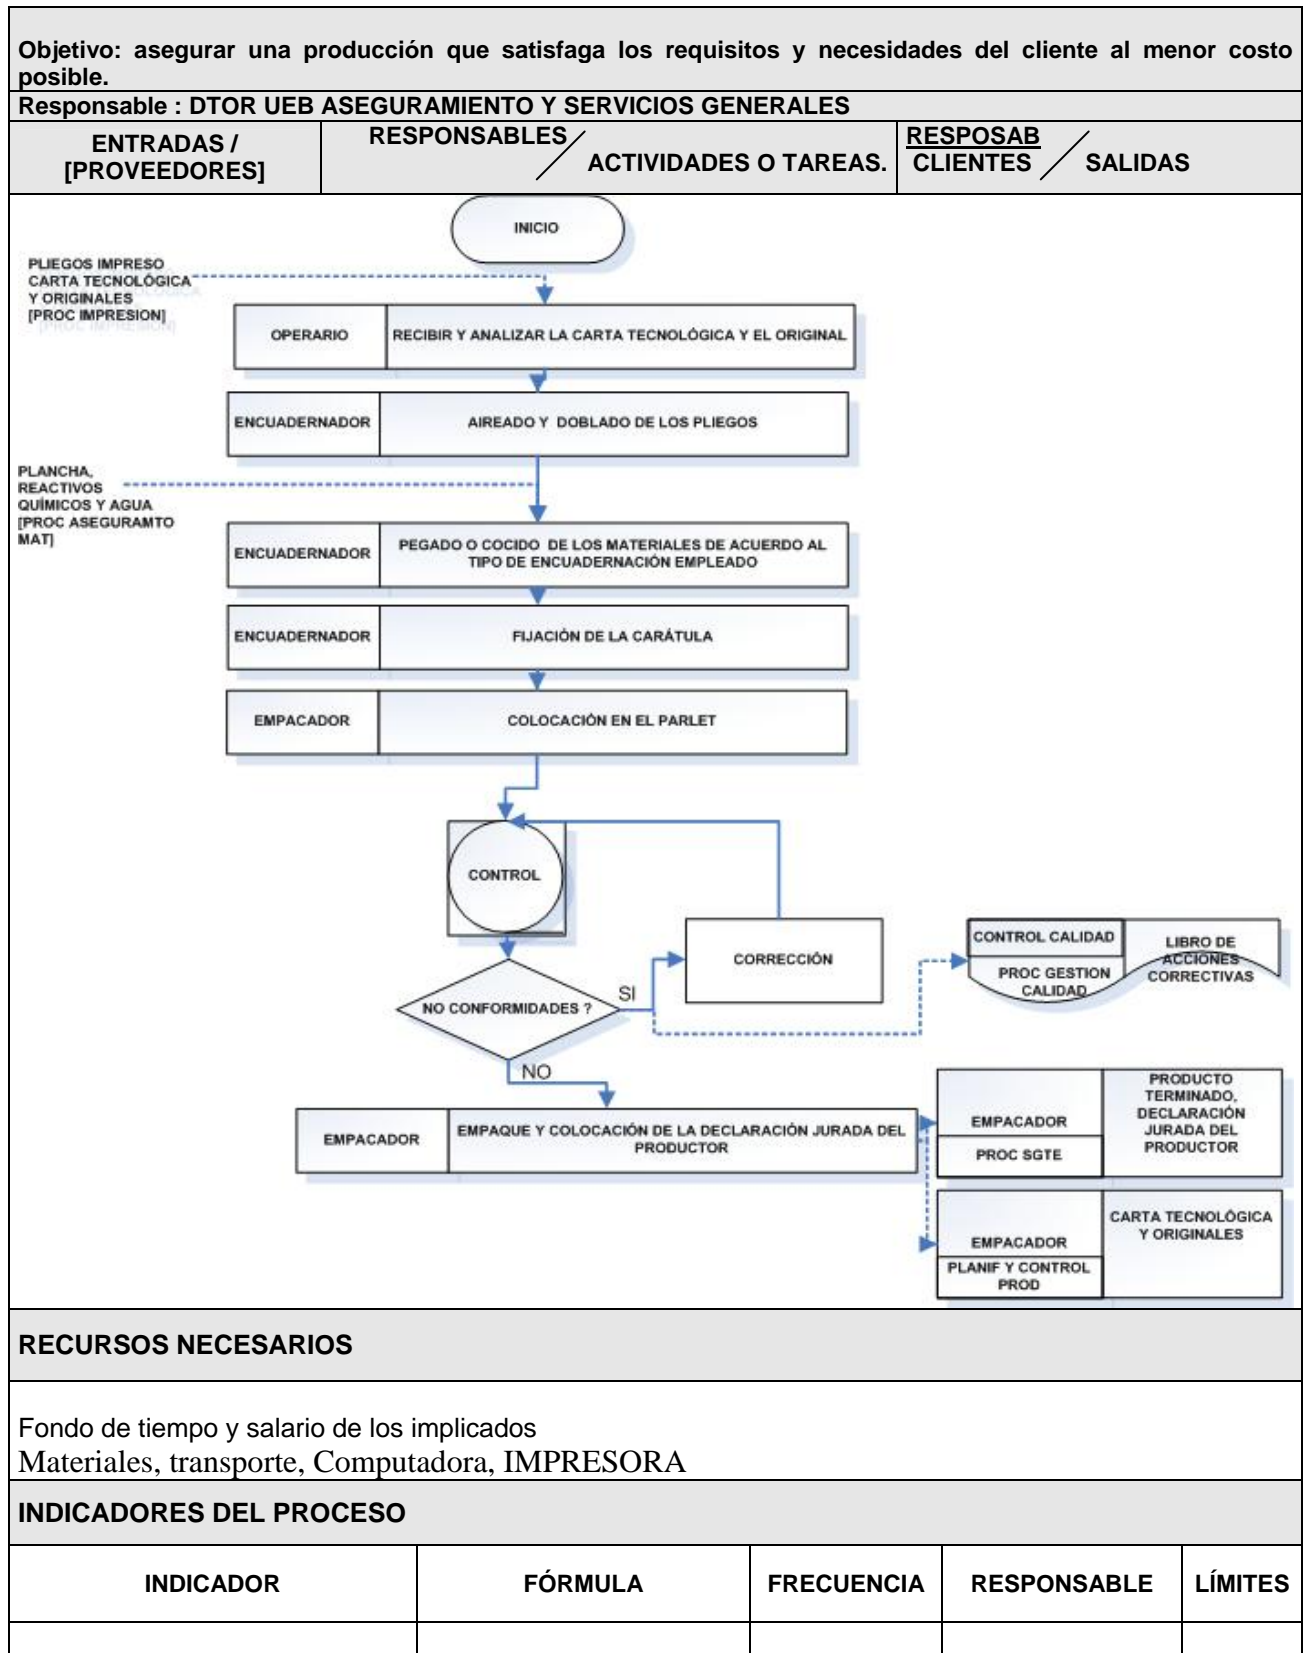 Objetivo: asegurar una producción que satisfaga los requisitos y necesidades del cliente al menor costo
posible.
Responsable : DTOR UEB ASEGURAMIENTO Y SERVICIOS GENERALES
ENTRADAS /
[PROVEEDORES]
RESPONSABLES
ACTIVIDADES O TAREAS.
RESPOSAB
CLIENTES
SALIDAS
INICIO
PLIEGOS IMPRESO
CARTA TECNOLÓGICA
Y ORIGINALES
[PROC IMPRESION]
OPERARIO
RECIBIR Y ANALIZAR LA CARTA TECNOLÓGICA Y EL ORIGINAL
ENCUADERNADOR
AIREADO Y DOBLADO DE LOS PLIEGOS
PLANCHA,
REACTIVOS
QUÍMICOS Y AGUA
[PROC ASEGURAMTO
MAT]
ENCUADERNADOR
PEGADO O COCIDO DE LOS MATERIALES DE ACUERDO AL
TIPO DE ENCUADERNACIÓN EMPLEADO
ENCUADERNADOR
FIJACIÓN DE LA CARÁTULA
EMPACADOR
COLOCACIÓN EN EL PARLET
CONTROL
CORRECCIÓN
CONTROL CALIDAD
PROC GESTION
CALIDAD
LIBRO DE
ACCIONES
CORRECTIVAS
NO CONFORMIDADES ?
SI
NO
EMPACADOR
EMPAQUE Y COLOCACIÓN DE LA DECLARACIÓN JURADA DEL
PRODUCTOR
EMPACADOR
PROC SGTE
PRODUCTO
TERMINADO,
DECLARACIÓN
JURADA DEL
PRODUCTOR
EMPACADOR
PLANIF Y CONTROL
PROD
CARTA TECNOLÓGICA
Y ORIGINALES
RECURSOS NECESARIOS
Fondo de tiempo y salario de los implicados
Materiales, transporte, Computadora, IMPRESORA
INDICADORES DEL PROCESO
INDICADOR
FÓRMULA
FRECUENCIA
RESPONSABLE
LÍMITES